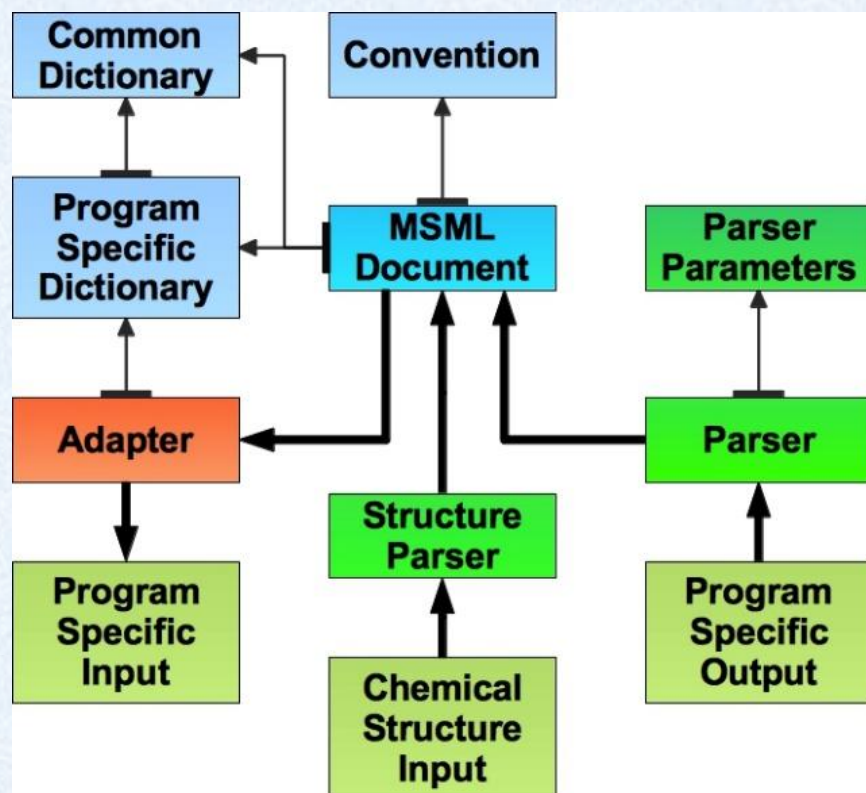 Common
Dictionary
Convention
Program
Specific
Dictionary
MSML
Document
Parser
Parameters
Adapter
Parser
Structure
Parser
Program
Specific
Input
Chemical
Structure
Input
Program
Specific
Output